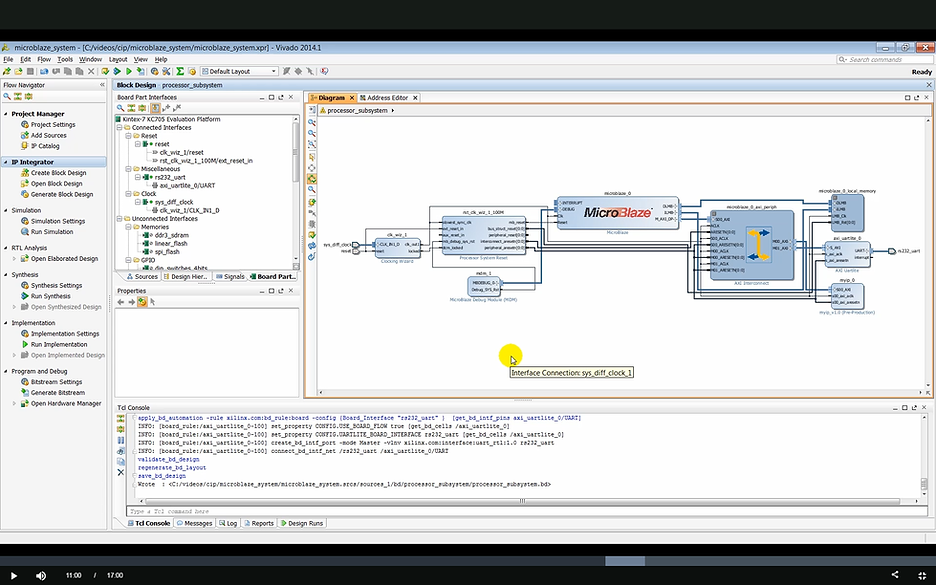 microblaze_system - [C:/videos/cip/microblaze_system/microblaze_system.xpr] - Vivado 2014.1
File Edit Flow Tools Window Layout View Help
Search commands
Default Layout
Ready
Flow Navigator
Project Manager
Project Settings
Add Sources
IP Catalog
IP Integrator
Create Block Design
Open Block Design
Generate Block Design
Simulation
Simulation Settings
Run Simulation
RTL Analysis
Open Elaborated Design
Synthesis
Synthesis Settings
Run Synthesis
Open Synthesized Design
Implementation
Implementation Settings
Run Implementation
Open Implemented Design
Program and Debug
Bitstream Settings
Generate Bitstream
Open Hardware Manager
Block Design processor_subsystem
Board Part Interfaces
Kintex-7 KC705 Evaluation Platform
Connected Interfaces
Reset
reset
clk_wiz_1/reset
rst_clk_wiz_1_100M/ext_reset_in
Miscellaneous
rs232_uart
axi_uartlite_0/UART
Clock
sys_diff_clock
clk_wiz_1/CLK_IN1_D
Unconnected Interfaces
Memories
ddr3_sdram
linear_flash
spi_flash
GPIO
dip_switches_4bits
Sources Design Hier... Signals Board Part...
Properties
Diagram Address Editor
processor_subsystem
sys_diff_clock
reset
clk_wiz_1
CLK_IN1_D
reset
clk_out1
locked
Clocking Wizard
rst_clk_wiz_1_100M
slowest_sync_clk
ext_reset_in
aux_reset_in
mb_debug_sys_rst
dcm_locked
mb_reset
bus_struct_reset[0:0]
peripheral_reset[0:0]
interconnect_aresetn[0:0]
peripheral_aresetn[0:0]
Processor System Reset
mdm_1
MBDEBUG_0
Debug_SYS_Rst
MicroBlaze Debug Module (MDM)
microblaze_0
INTERRUPT
DEBUG
Clk
Reset
MicroBlaze
DLMB
ILMB
M_AXI_DP
MicroBlaze
microblaze_0_axi_periph
S00_AXI
ACLK
ARESETN[0:0]
S00_ACLK
S00_ARESETN[0:0]
M00_ACLK
M00_ARESETN[0:0]
M01_ACLK
M01_ARESETN[0:0]
M00_AXI
M01_AXI
AXI Interconnect
microblaze_0_local_memory
DLMB
ILMB
LMB_Clk
LMB_Rst[0:0]
axi_uartlite_0
S_AXI
s_axi_aclk
s_axi_aresetn
UART
interrupt
AXI Uartlite
rs232_uart
myip_0
S00_AXI
s00_axi_aclk
s00_axi_aresetn
myip_v1.0 (Pre-Production)
Interface Connection: sys_diff_clock_1
Tcl Console
apply_bd_automation -rule xilinx.com:bd_rule:board -config {Board_Interface "rs232_uart" } [get_bd_intf_pins axi_uartlite_0/UART]
INFO: [board_rule:/axi_uartlite_0-100] set_property CONFIG.USE_BOARD_FLOW true [get_bd_cells /axi_uartlite_0]
INFO: [board_rule:/axi_uartlite_0-100] set_property CONFIG.UARTLITE_BOARD_INTERFACE rs232_uart [get_bd_cells /axi_uartlite_0]
INFO: [board_rule:/axi_uartlite_0-100] create_bd_intf_port -mode Master -vlnv xilinx.com:interface:uart_rtl:1.0 rs232_uart
INFO: [board_rule:/axi_uartlite_0-100] connect_bd_intf_net /rs232_uart /axi_uartlite_0/UART
validate_bd_design
regenerate_bd_layout
save_bd_design
Wrote : <C:/videos/cip/microblaze_system/microblaze_system.srcs/sources_1/bd/processor_subsystem/processor_subsystem.bd>
Type a Tcl command here
Tcl Console Messages Log Reports Design Runs
11:00 / 17:00